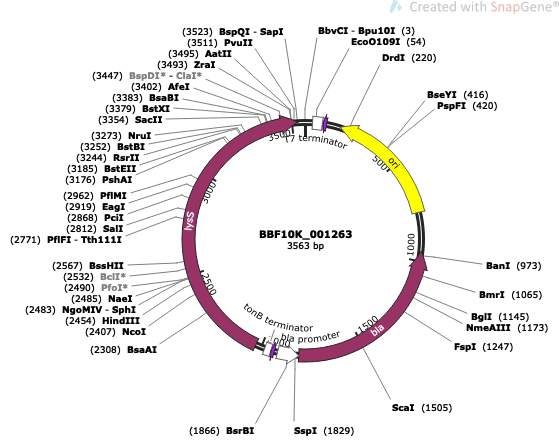 Created with SnapGene®
(3523) BspQI - SapI
(3511) PvuII
(3495) AatII
(3493) ZraI
(3447) BspDI* - ClaI*
(3402) AfeI
(3383) BsaBI
(3379) BstXI
(3354) SacII
(3273) NruI
(3252) BstBI
(3244) RsrII
(3185) BstEII
(3176) PshAI
(2962) PflMI
(2919) EagI
(2868) PciI
(2812) SalI
(2771) PflFI - Tth111I
(2567) BssHII
(2532) BclI*
(2490) PfoI*
(2485) NaeI
(2483) NgoMIV - SphI
(2454) HindIII
(2407) NcoI
(2308) BsaAI
(1866) BsrBI
SspI (1829)
ScaI (1505)
FspI (1247)
NmeAIII (1173)
BglI (1145)
BmrI (1065)
BanI (973)
PspFI (420)
BseYI (416)
DrdI (220)
EcoO109I (54)
BbvCI - Bpu10I (3)
T7 terminator
ori
bla
bla promoter
tonB terminator
lysS
500
1000
1500
2500
3000
3500
BBF10K_001263
3563 bp